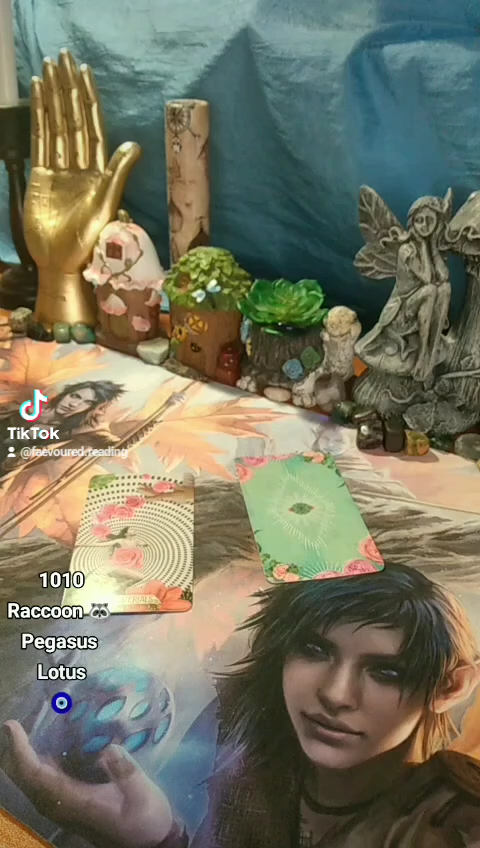 TikTok
@faevoured.reading
1010
Raccoon 🦝
Pegasus
Lotus
🧿